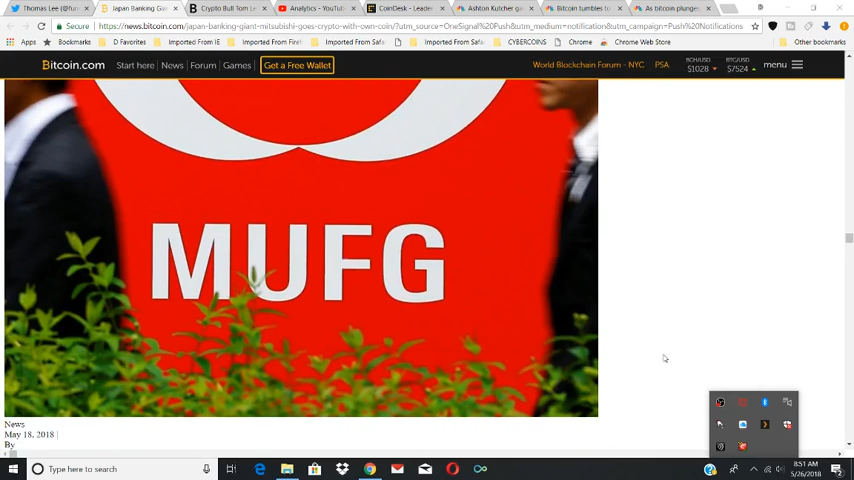 Thomas Lee (@fun
Japan Banking Gian
Crypto Bull Tom Le
Analytics - YouTube
CoinDesk - Leader
Ashton Kutcher giv
Bitcoin tumbles to
As bitcoin plunges
Secure
https://news.bitcoin.com/japan-banking-giant-mitsubishi-goes-crypto-with-own-coin/?utm_source=OneSignal%20Push&utm_medium=notification&utm_campaign=Push%20Notifications
Apps
Bookmarks
D Favorites
Imported From IE
Imported From Safa
Imported From IE
Imported From Safa
CYBERCOINS
Chrome
Chrome Web Store
Other bookmarks
Bitcoin.com
Start here
News
Forum
Games
Get a Free Wallet
World Blockchain Forum - NYC
PSA
BCH/USD
$1028
BTC/USD
$7524
menu
MUFG
News
May 18, 2018 |
By
Type here to search
8:51 AM
5/26/2018